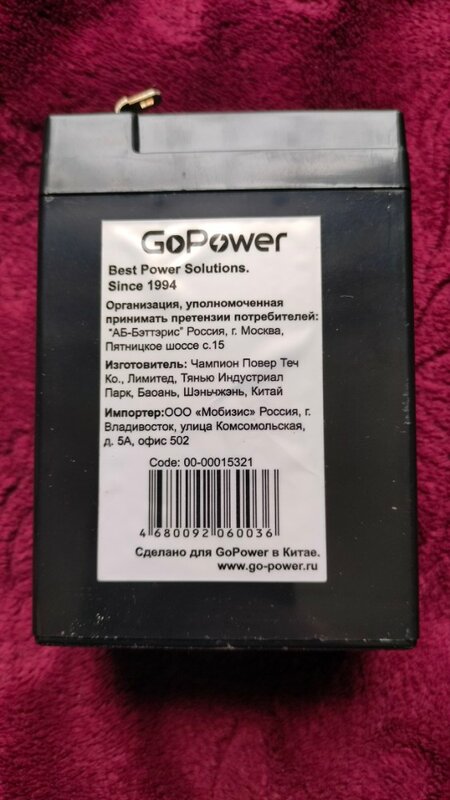 GoPower
Best Power Solutions.
Since 1994
Организация, уполномоченная
принимать претензии потребителей:
"АБ-Бэттэрис" Россия, г. Москва,
Пятницкое шоссе с.15
Изготовитель: Чампион Повер Теч
Ко., Лимитед, Тянью Индустриал
Парк, Баоань, Шэньчжэнь, Китай
Импортер:ООО «Мобизис» Россия, г.
Владивосток, улица Комсомольская,
д. 5А, офис 502
Code: 00-00015321
4 680092 060036
Сделано для GoPower в Китае.
www.go-power.ru